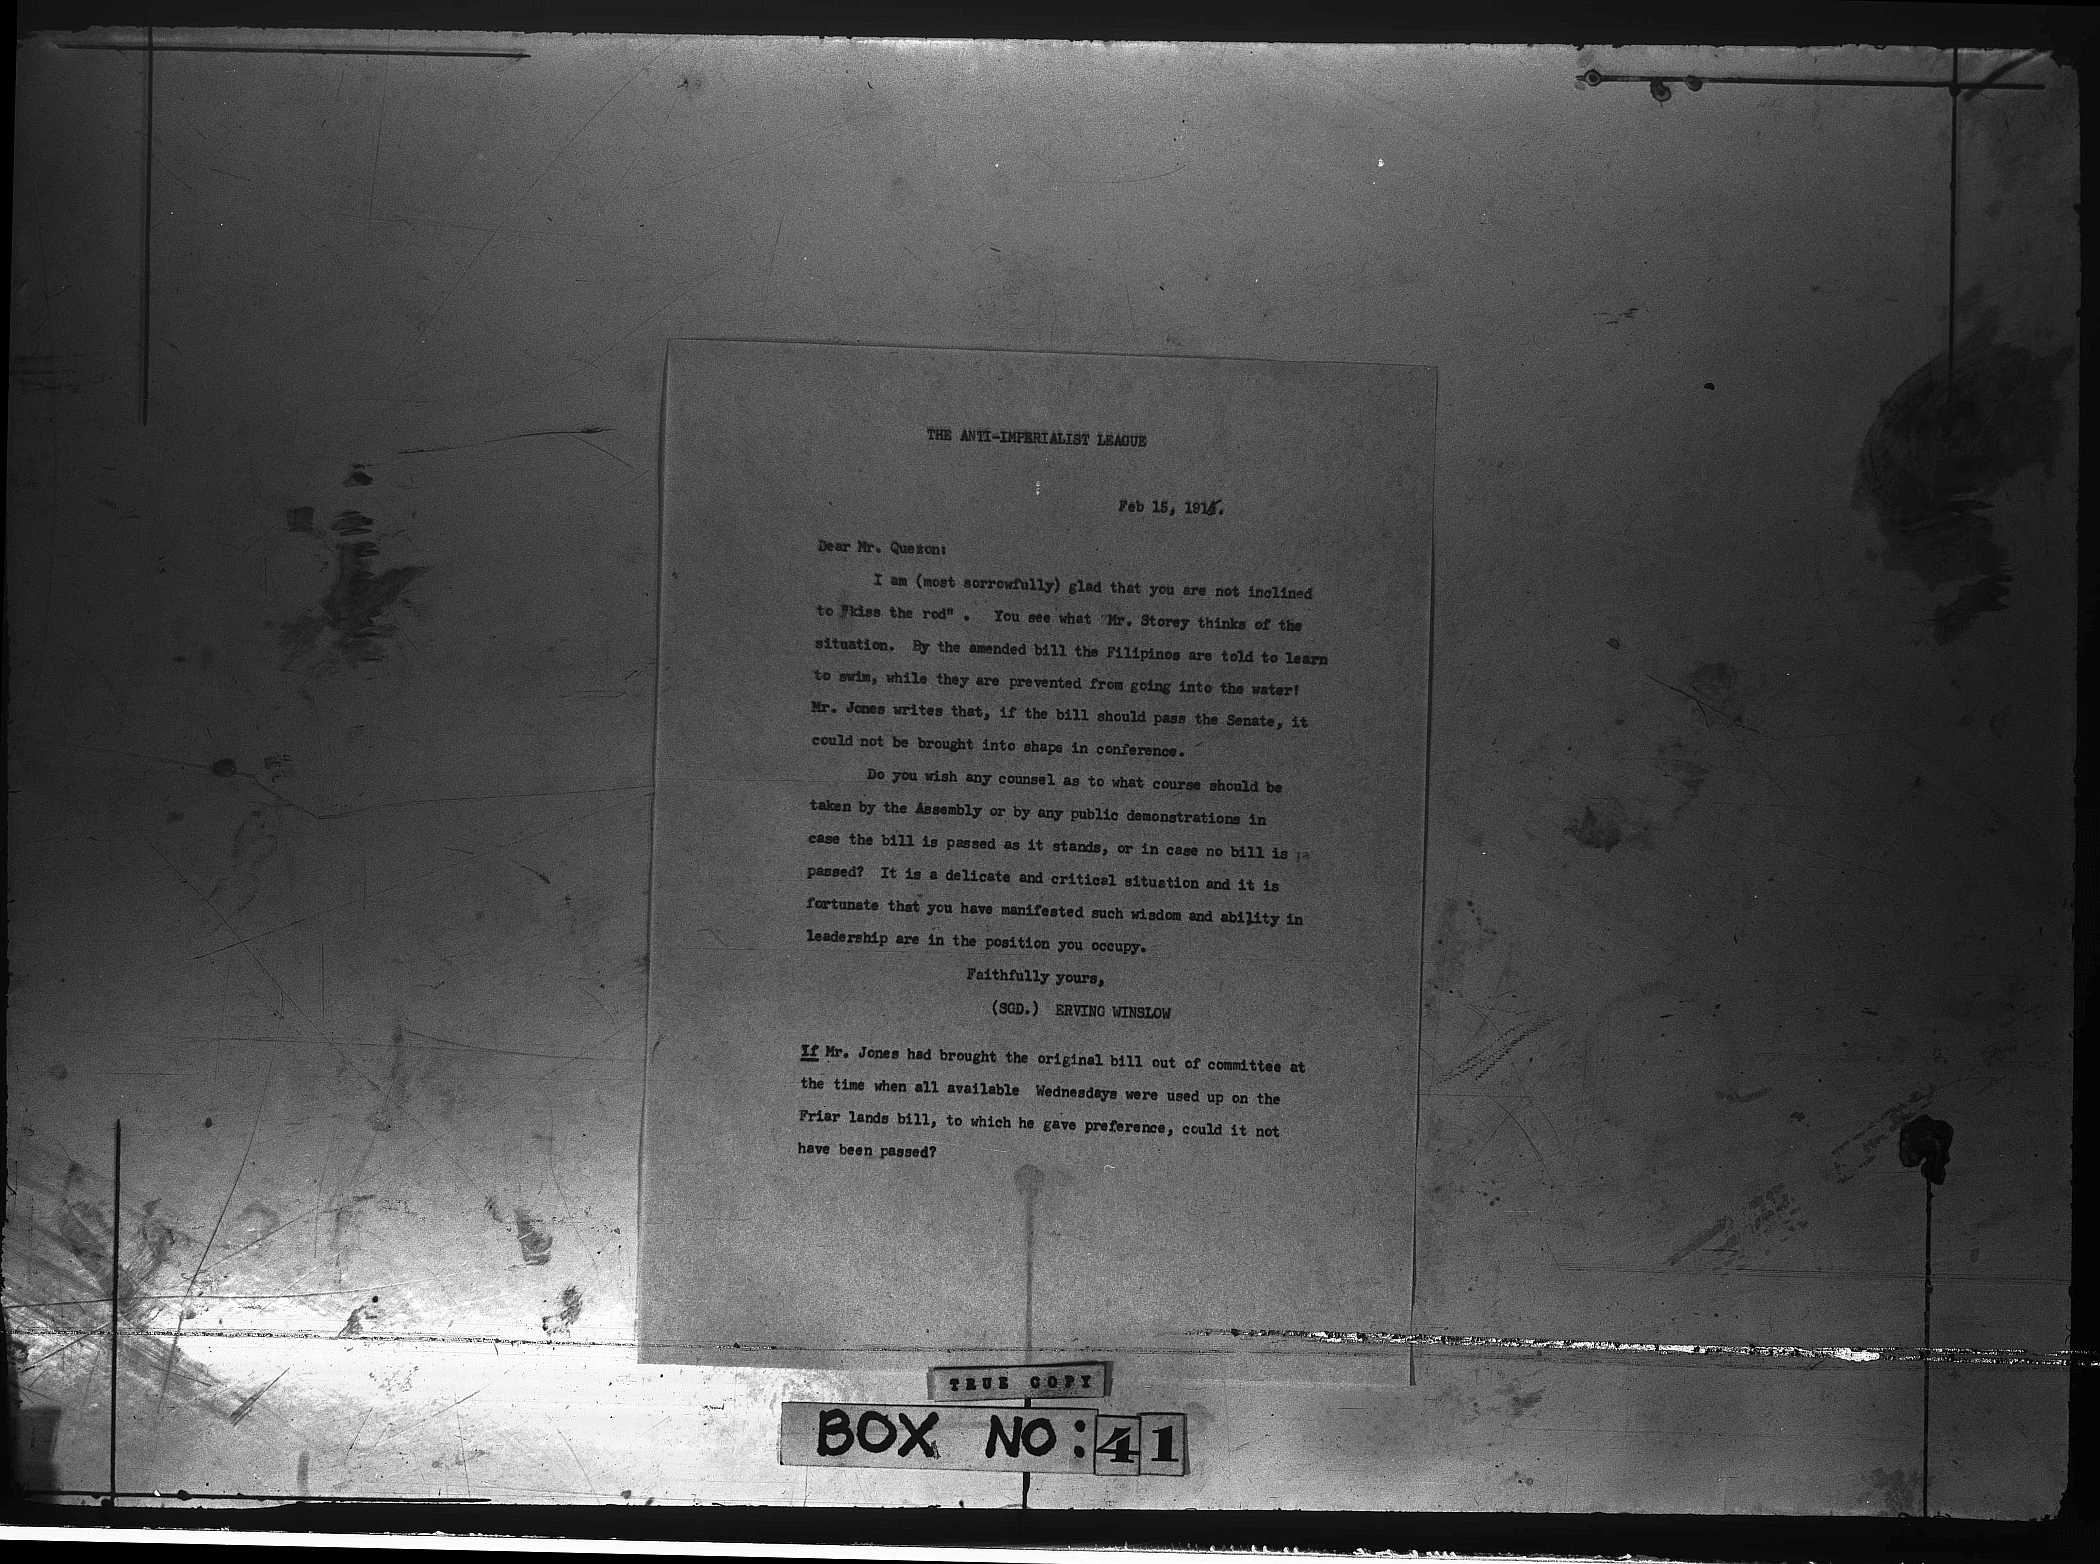 THE ANTI-IMPERIALIST LEAGUE
Feb 15, 191
Dear Mr. Quezon:
I am (most sorrowfully) glad that you are not inclined
to "kiss the rod" . You see what Mr. Storey thinks of the
situation. By the amended bill the Filipinos are told to learn
to swim, while they are prevented from going into the water!
Mr. Jones writes that, if the bill should pass the Senate, it
could not be brought into shape in conference.
Do you wish any counsel as to what course should be
taken by the Assembly or by any public demonstrations in
case the bill is passed as it stands, or in case no bill is
passed? It is a delicate and critical situation and it is
fortunate that you have manifested such wisdom and ability in
leadership are in the position you occupy.
Faithfully yours,
(SGD.) ERVING WINSLOW
If Mr. Jones had brought the original bill out of committee at
the time when all available Wednesdays were used up on the
Friar lands bill, to which he gave preference, could it not
have been passed?
TRUE COPY
BOX NO: 41